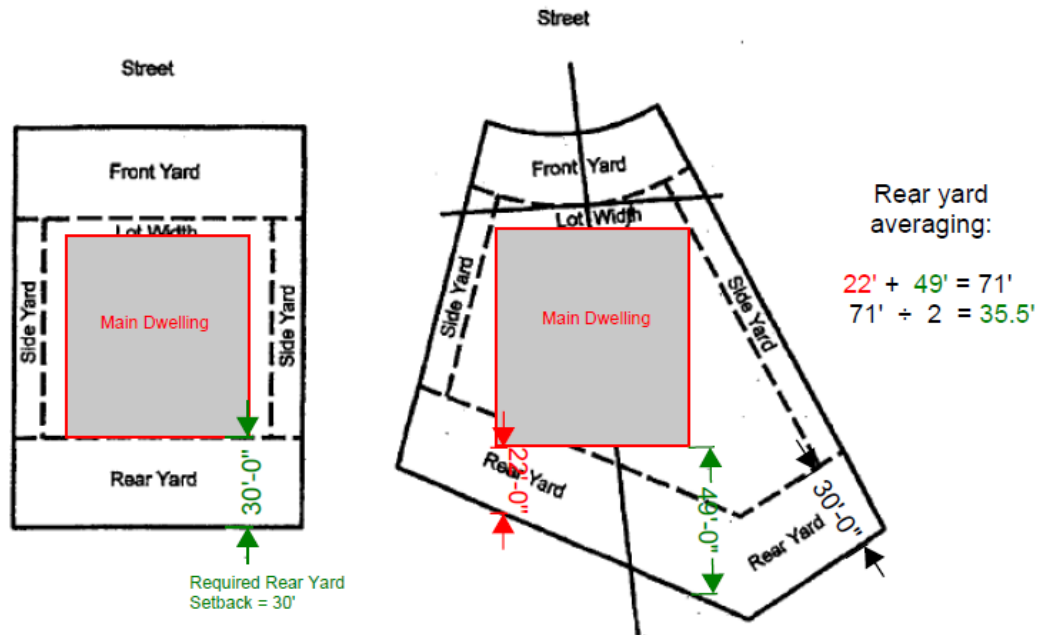 Street
Front Yard
Lot Width
Side Yard
Main Dwelling
Side Yard
Rear Yard
30'-0"
Required Rear Yard
Setback = 30'
Street
Front Yard
Lot Width
Side Yard
Main Dwelling
Side Yard
Rear Yard
22'-0"
49'-0"
30'-0"
Rear Yard
Rear yard
averaging:
22' + 49' = 71'
71' ÷ 2 = 35.5'